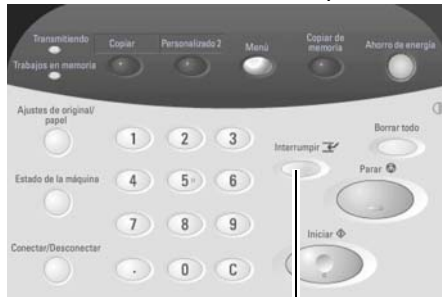 Transmitiendo
Copiar
Personalizado 2
Menú
Copiar de
memoria
Ahorro de energía
Trabajos en memoria
Ajustes de original/
papel
Borrar todo
1 2 3
Interrumpir
Estado de la máquina
4 5 6
Parar
7 8 9
Iniciar
Conectar/Desconectar
. 0 C